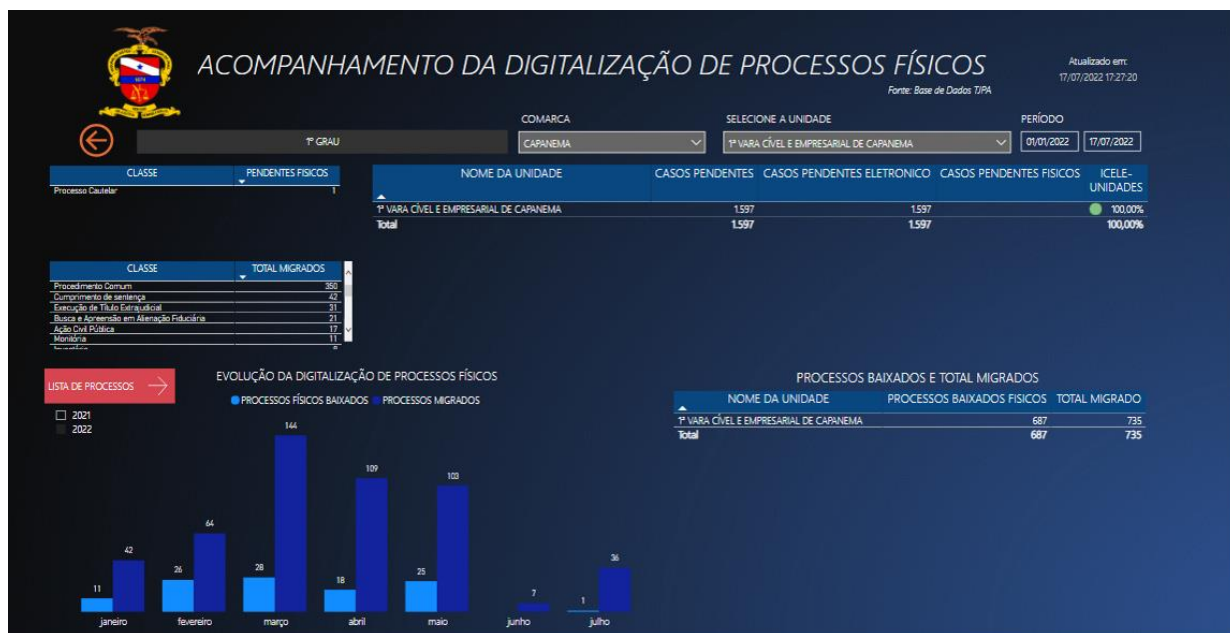 ACOMPANHAMENTO DA DIGITALIZAÇÃO DE PROCESSOS FÍSICOS
Fonte: Base de Dados TJPA
Atualizado em:
17/07/2022 17:27:20
1º GRAU
COMARCA
CAPANEMA
SELECIONE A UNIDADE
1ª VARA CÍVEL E EMPRESARIAL DE CAPANEMA
PERÍODO
01/01/2022 17/07/2022
CLASSE PENDENTES FISICOS
Processo Cautelar 1
NOME DA UNIDADE CASOS PENDENTES CASOS PENDENTES ELETRONICO CASOS PENDENTES FISICOS ICELE-
UNIDADES
1ª VARA CÍVEL E EMPRESARIAL DE CAPANEMA 1.597 1.597 100,00%
Total 1.597 1.597 100,00%
CLASSE TOTAL MIGRADOS
Procedimento Comum 350
Cumprimento de sentença 42
Execução de Título Extrajudicial 31
Busca e Apreensão em Alienação Fiduciária 21
Ação Civil Pública 17
Monitória 11
LISTA DE PROCESSOS
2021
2022
EVOLUÇÃO DA DIGITALIZAÇÃO DE PROCESSOS FÍSICOS
PROCESSOS FÍSICOS BAIXADOS PROCESSOS MIGRADOS
11 42 26 64 28 144 18 109 25 103 7 1 36
janeiro fevereiro março abril maio junho julho
PROCESSOS BAIXADOS E TOTAL MIGRADOS
NOME DA UNIDADE PROCESSOS BAIXADOS FISICOS TOTAL MIGRADO
1ª VARA CÍVEL E EMPRESARIAL DE CAPANEMA 687 735
Total 687 735